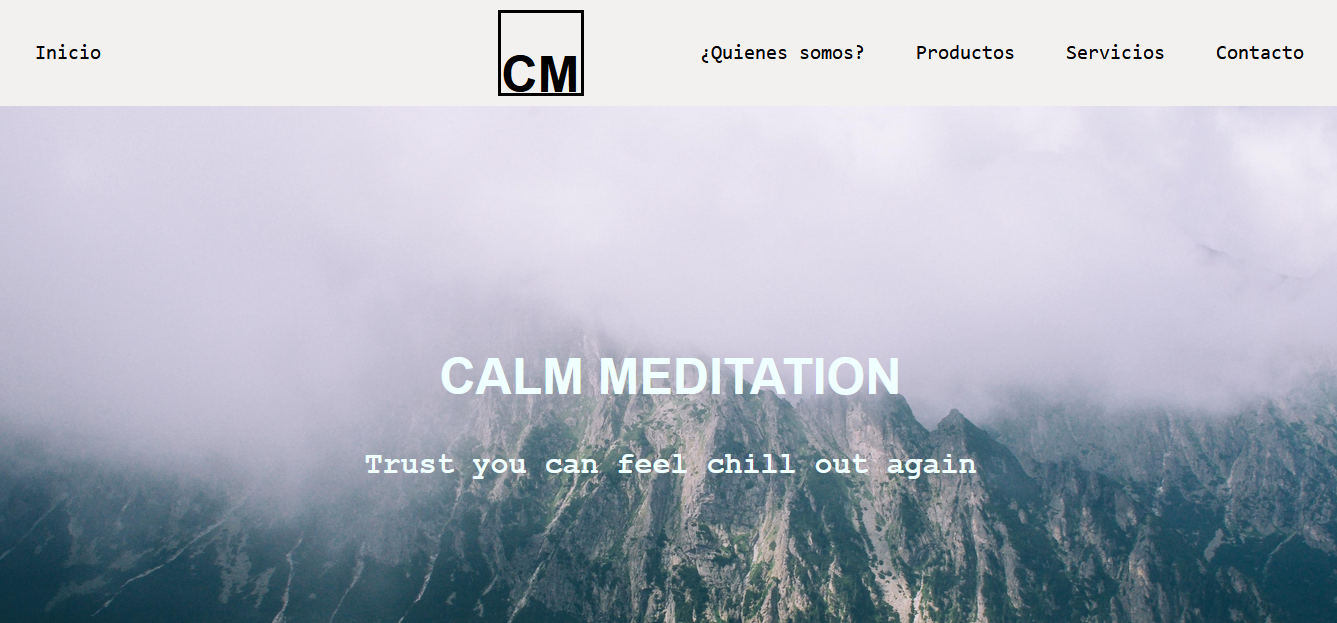 Inicio
CM
¿Quienes somos?
Productos
Servicios
Contacto
CALM MEDITATION
Trust you can feel chill out again